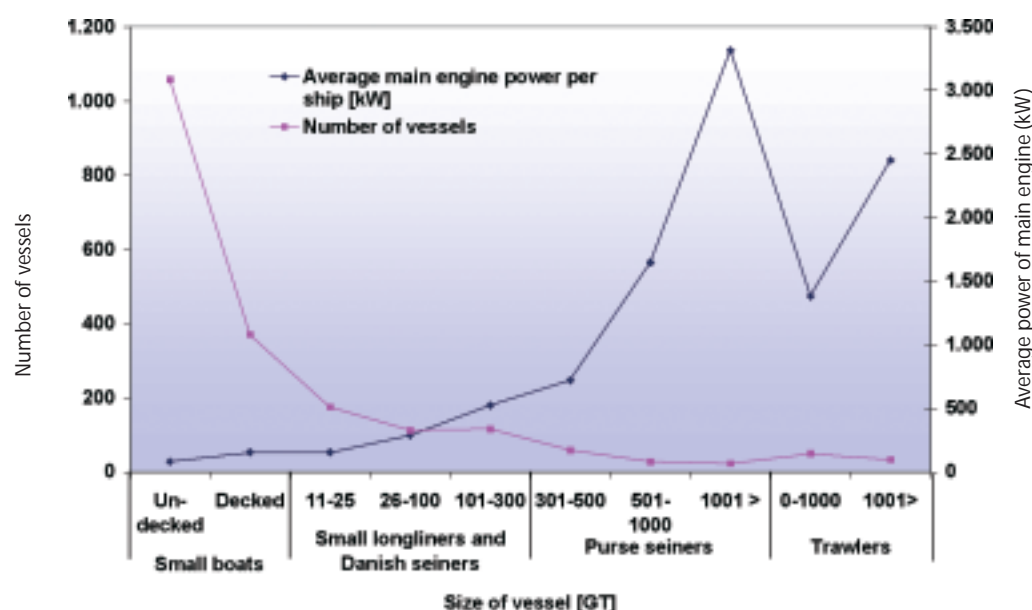 1.200
1.000
800
600
400
200
0
Number of vessels
3.500
3.000
2.500
2.000
1.500
1.000
500
0
Average power of main engine (kW)
Average main engine power per
ship [kW]
Number of vessels
Un-
decked
Decked
11-25
26-100
101-300
301-500
501-
1000
1001 >
0-1000
1001>
Small boats
Small longliners and
Danish seiners
Purse seiners
Trawlers
Size of vessel [GT]